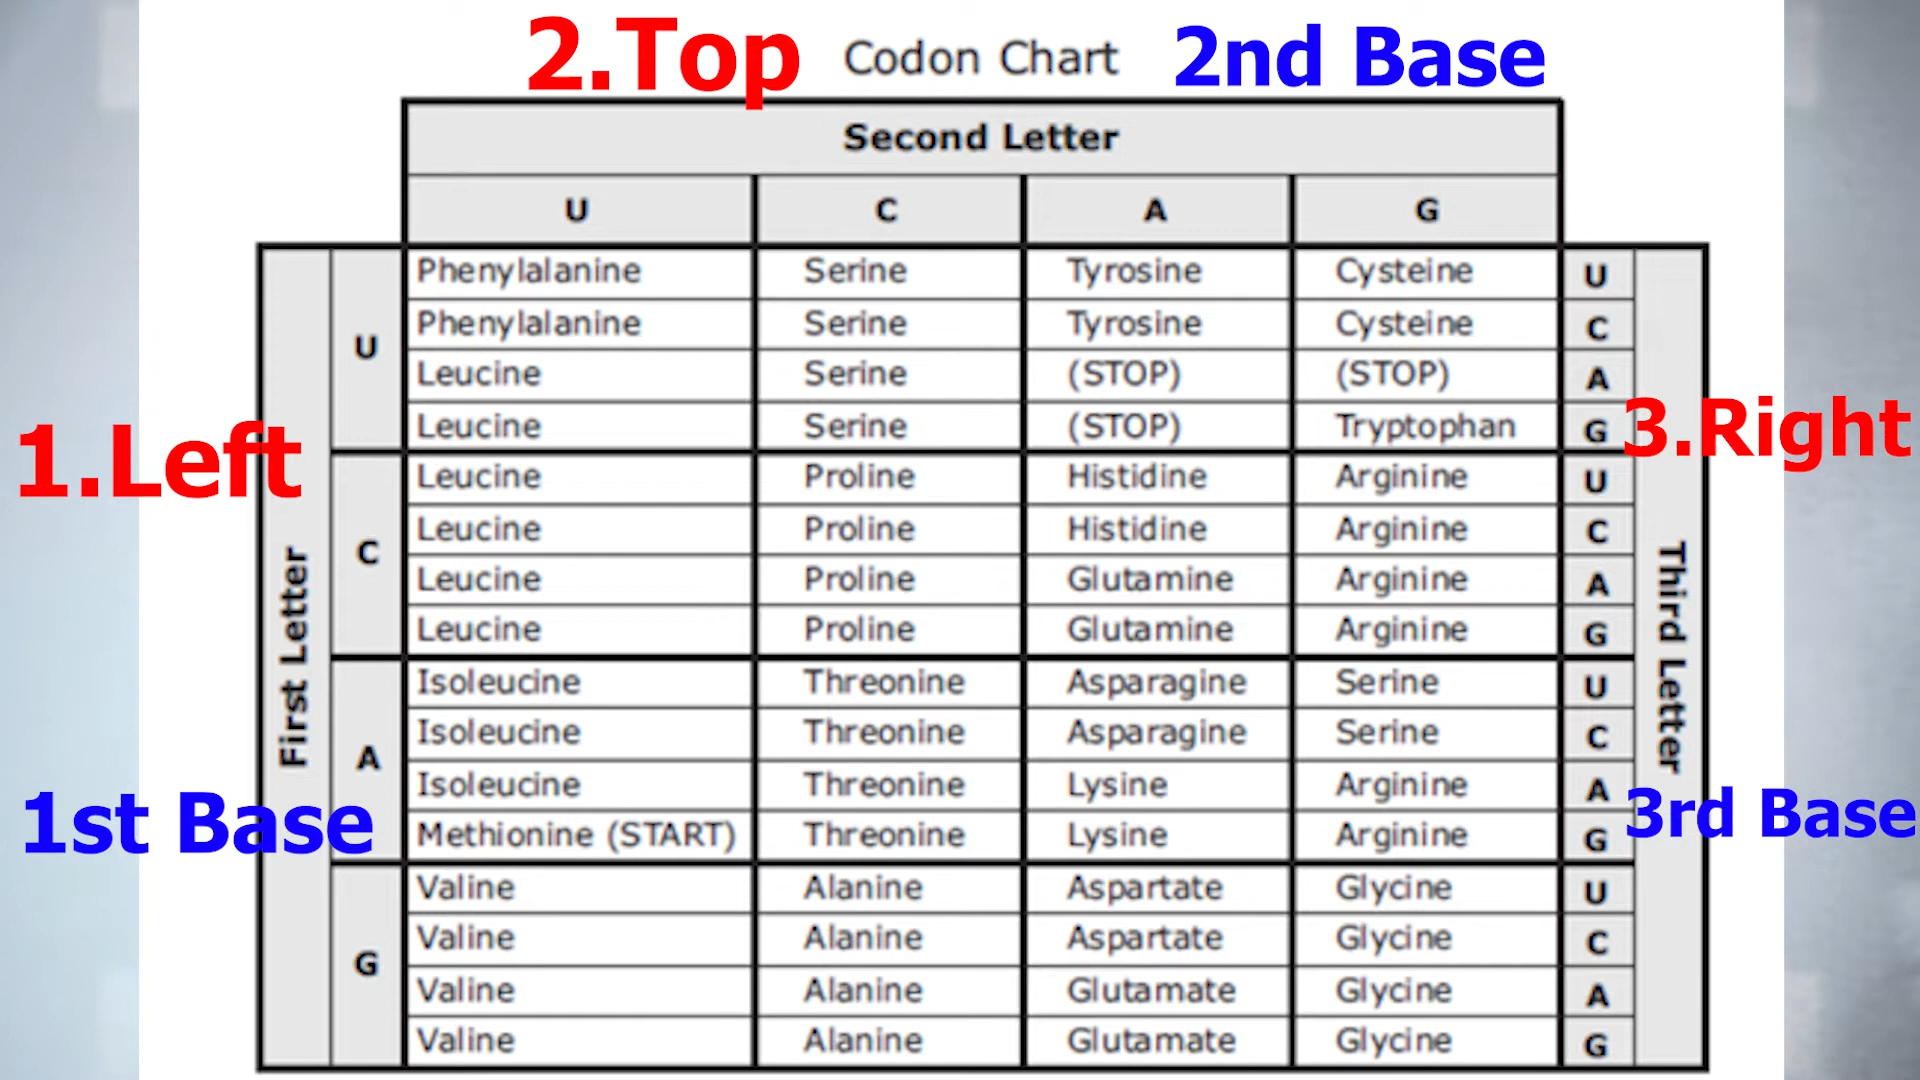 2.Top Codon Chart 2nd Base
Second Letter
U C A G
Phenylalanine Serine Tyrosine Cysteine U
Phenylalanine Serine Tyrosine Cysteine C
U
Leucine Serine (STOP) (STOP) A
Leucine Serine (STOP) Tryptophan G
1.Left
3.Right
Leucine Proline Histidine Arginine U
Leucine Proline Histidine Arginine C
C
Leucine Proline Glutamine Arginine A
Leucine Proline Glutamine Arginine G
First Letter
Third Letter
Isoleucine Threonine Asparagine Serine U
Isoleucine Threonine Asparagine Serine C
A
Isoleucine Threonine Lysine Arginine A
Methionine (START) Threonine Lysine Arginine G
1st Base
3rd Base
Valine Alanine Aspartate Glycine U
Valine Alanine Aspartate Glycine C
G
Valine Alanine Glutamate Glycine A
Valine Alanine Glutamate Glycine G